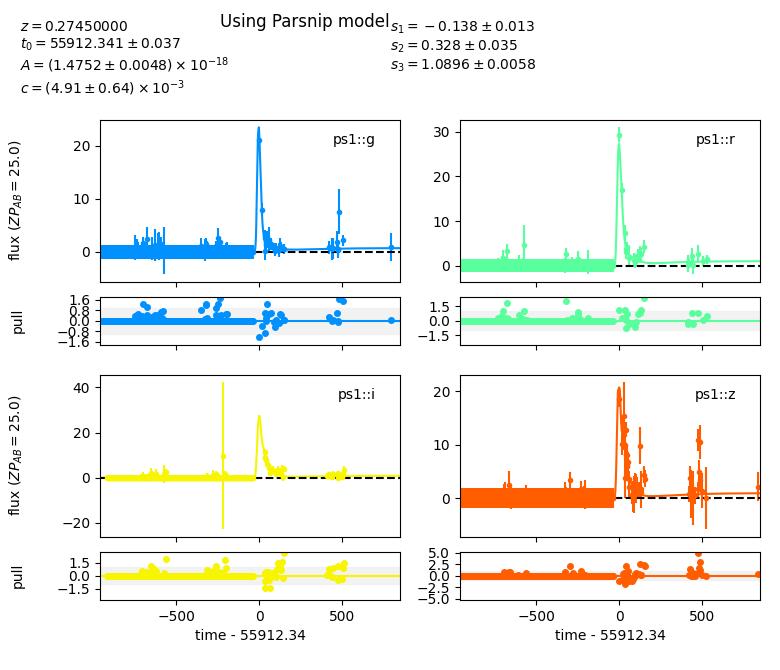 Using Parsnip model
z = 0.27450000
t₀ = 55912.341 ± 0.037
A = (1.4752 ± 0.0048) × 10⁻¹⁸
c = (4.91 ± 0.64) × 10⁻³
s₁ = −0.138 ± 0.013
s₂ = 0.328 ± 0.035
s₃ = 1.0896 ± 0.0058
flux (ZP_AB = 25.0)
20
10
0
ps1::g
30
20
10
0
ps1::r
pull
1.6
0.8
0.0
−0.8
−1.6
1.5
0.0
−1.5
flux (ZP_AB = 25.0)
40
20
0
−20
ps1::i
20
10
0
ps1::z
pull
1.5
0.0
−1.5
5.0
2.5
0.0
−2.5
−5.0
−500 0 500
time - 55912.34
−500 0 500
time - 55912.34